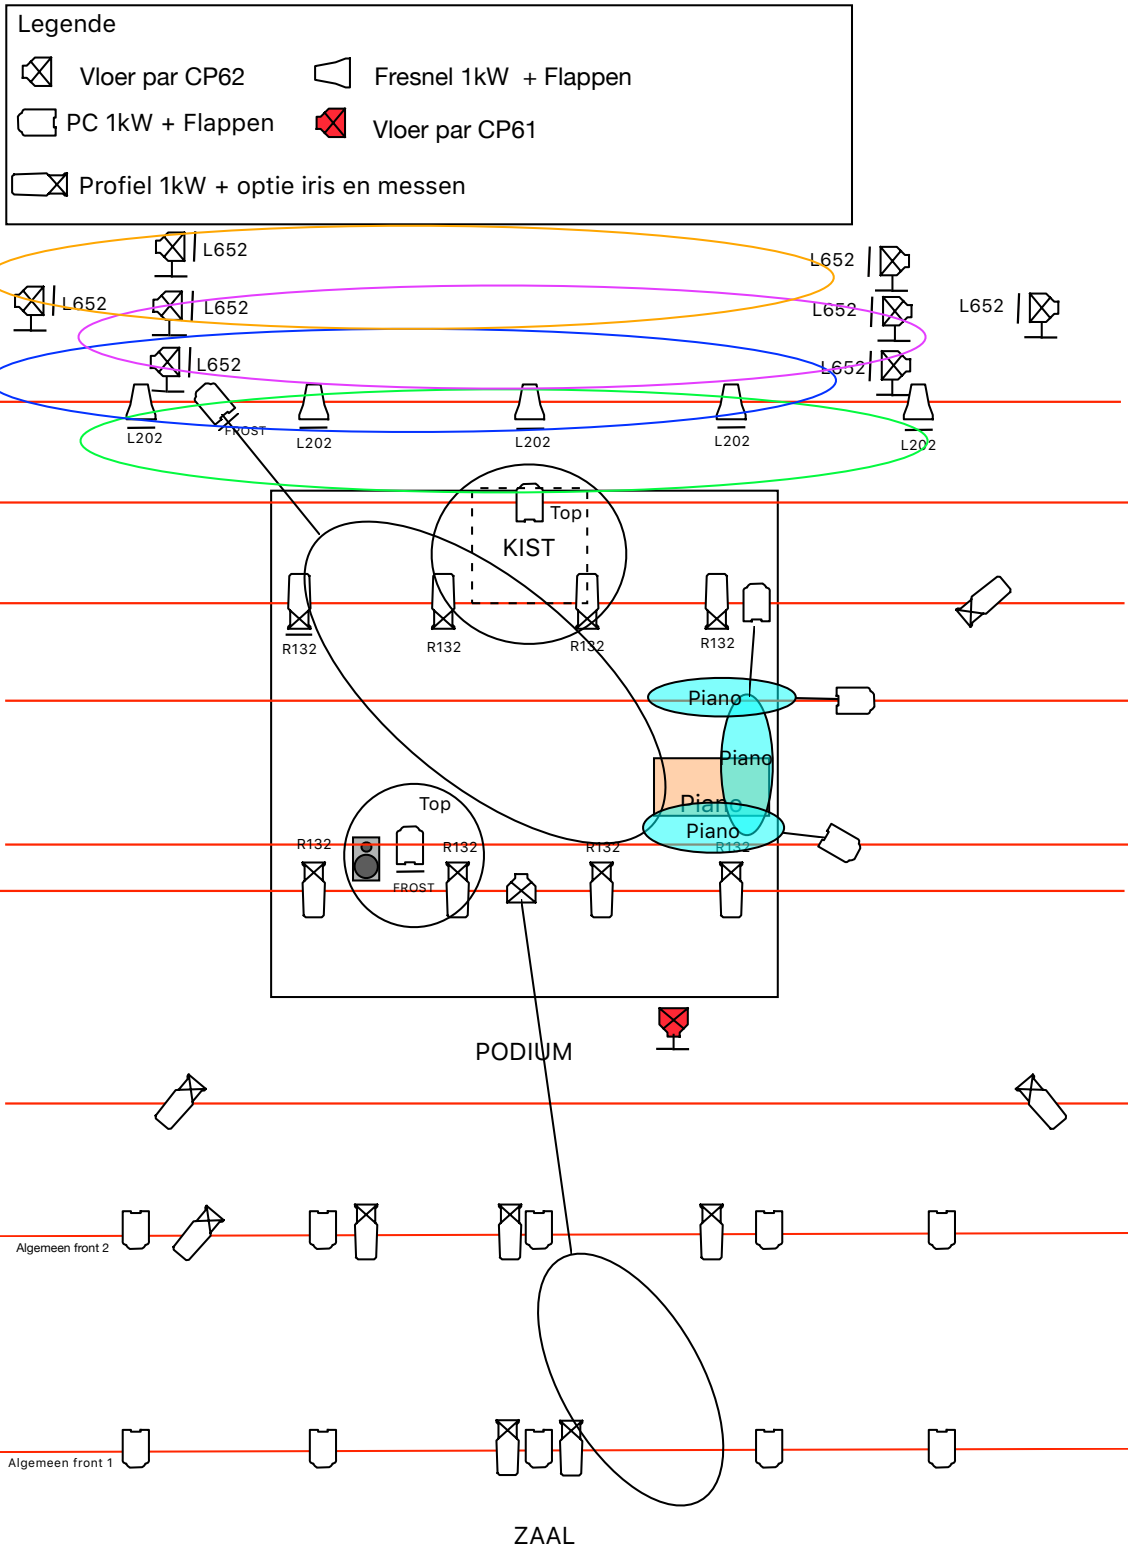 Legende
Vloer par CP62
Fresnel 1kW + Flappen
PC 1kW + Flappen
Vloer par CP61
Profiel 1kW + optie iris en messen
L652
L652
L652
L652
L652
L652
L652
L652
FROST
L202
L202
L202
L202
L202
Top
KIST
R132
R132
R132
R132
Piano
Piano
Piano
Top
Piano
R132
R132
R132
R132
FROST
PODIUM
Algemeen front 2
Algemeen front 1
ZAAL